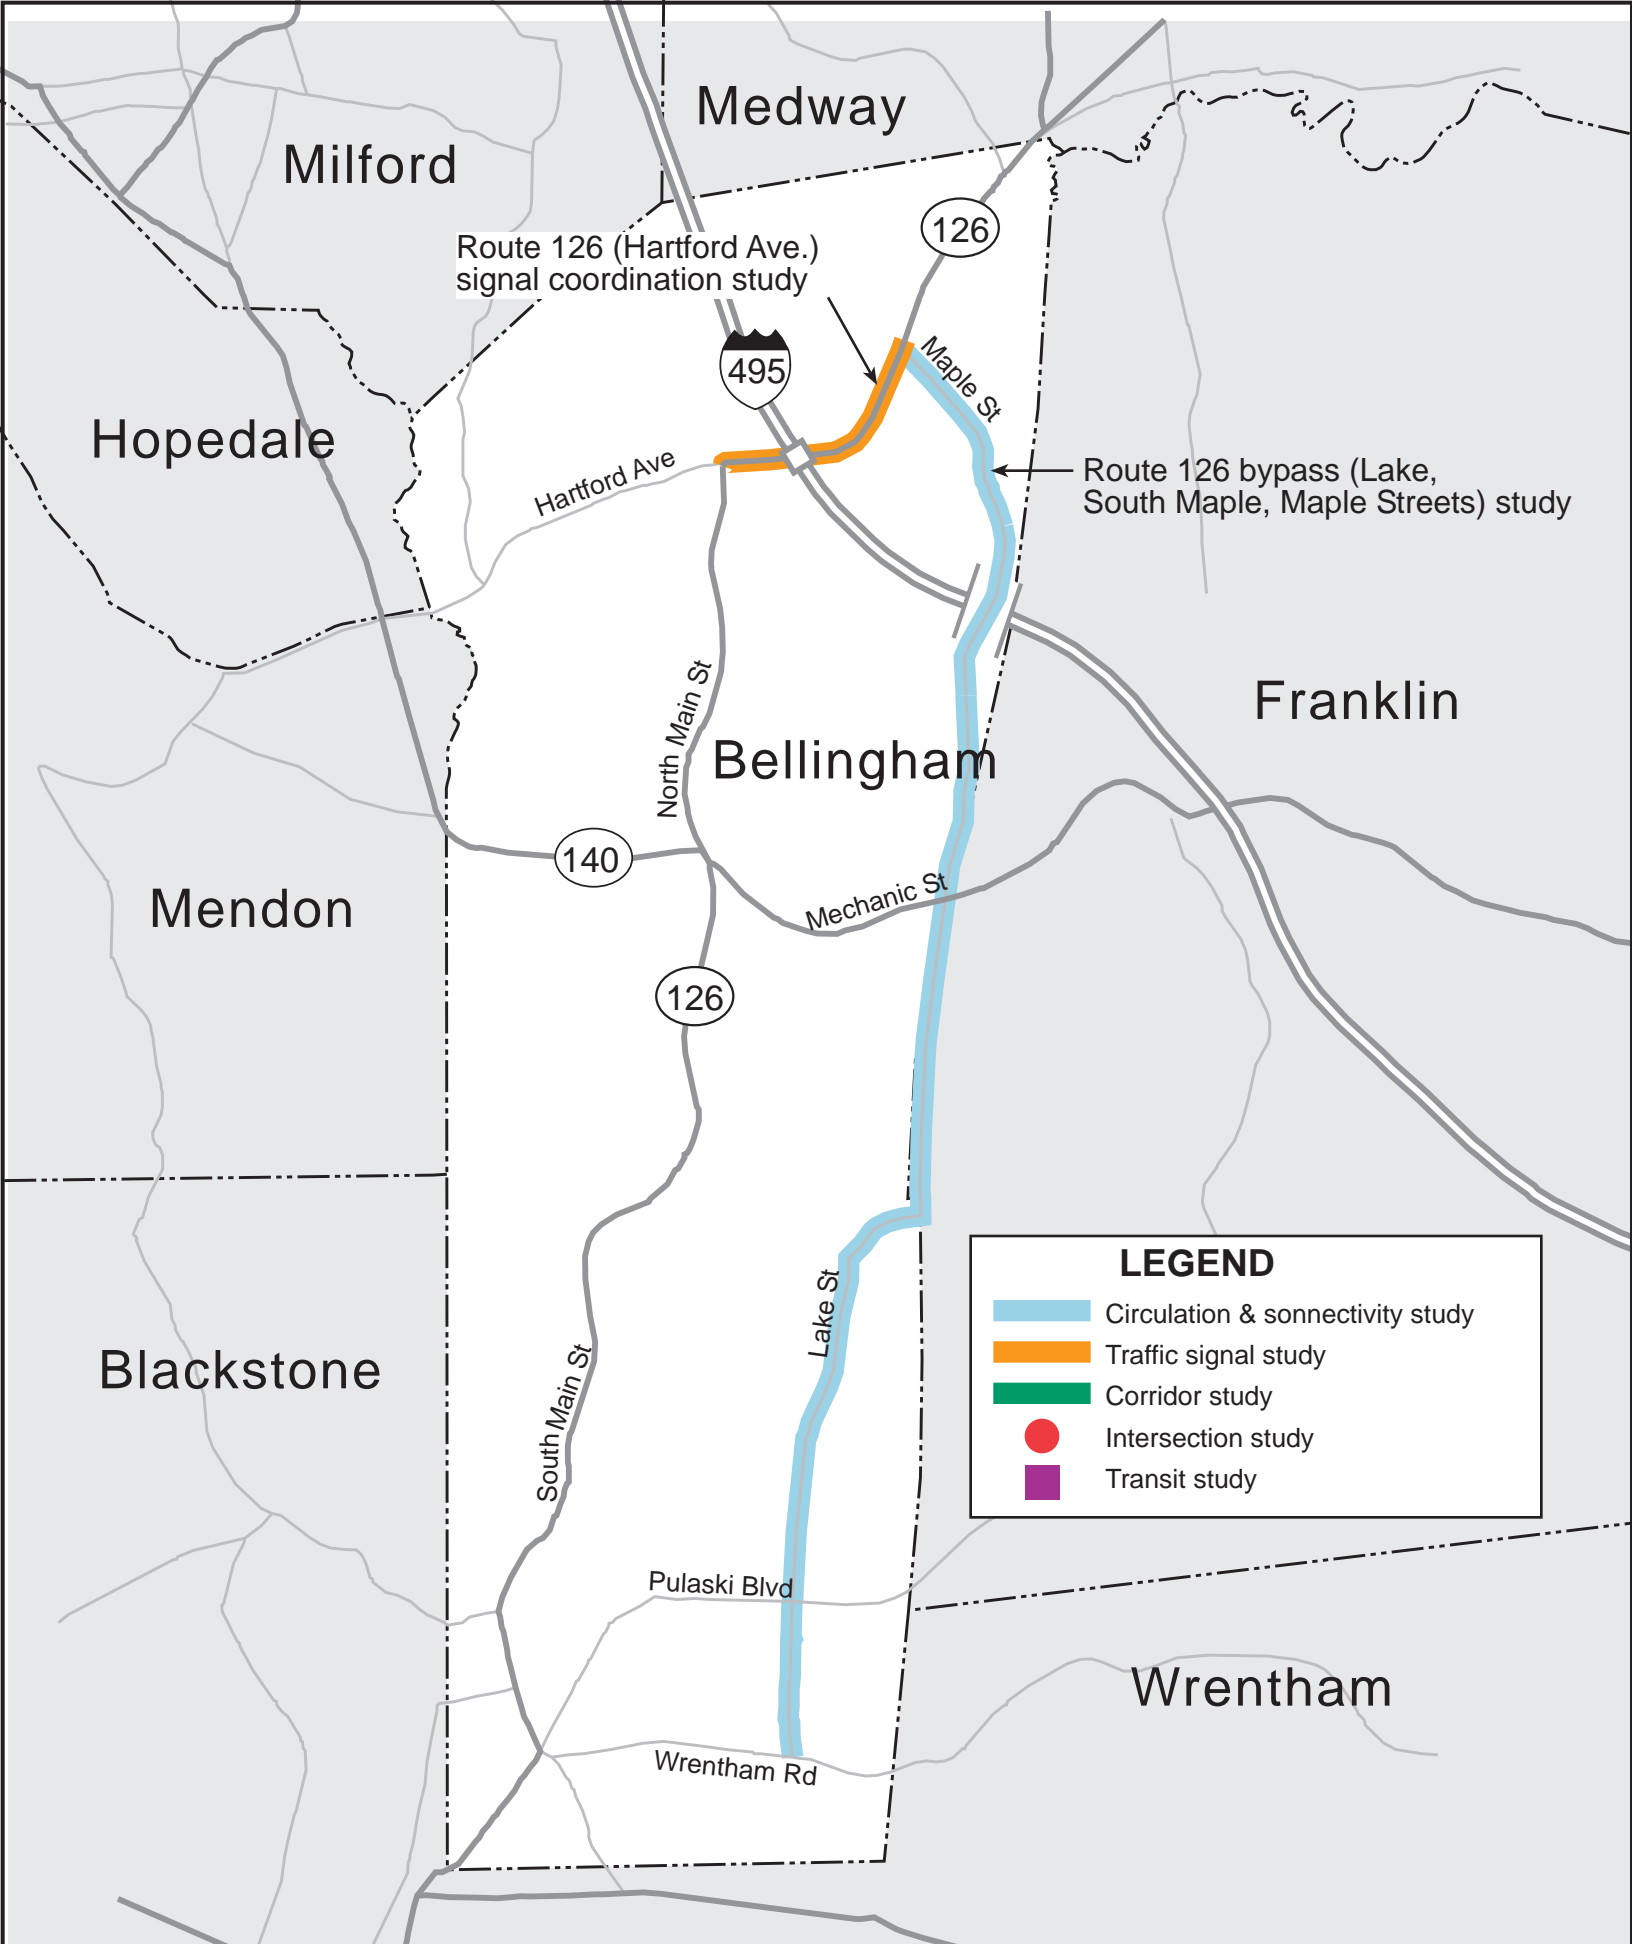 Medway
Milford
126
Route 126 (Hartford Ave.)
signal coordination study
495
Maple St
Hopedale
Hartford Ave
Route 126 bypass (Lake,
South Maple, Maple Streets) study
North Main St
Franklin
Bellingham
140
Mechanic St
Mendon
126
LEGEND
Circulation & sonnectivity study
Traffic signal study
Corridor study
Intersection study
Transit study
Lake St
Blackstone
South Main St
Pulaski Blvd
Wrentham
Wrentham Rd